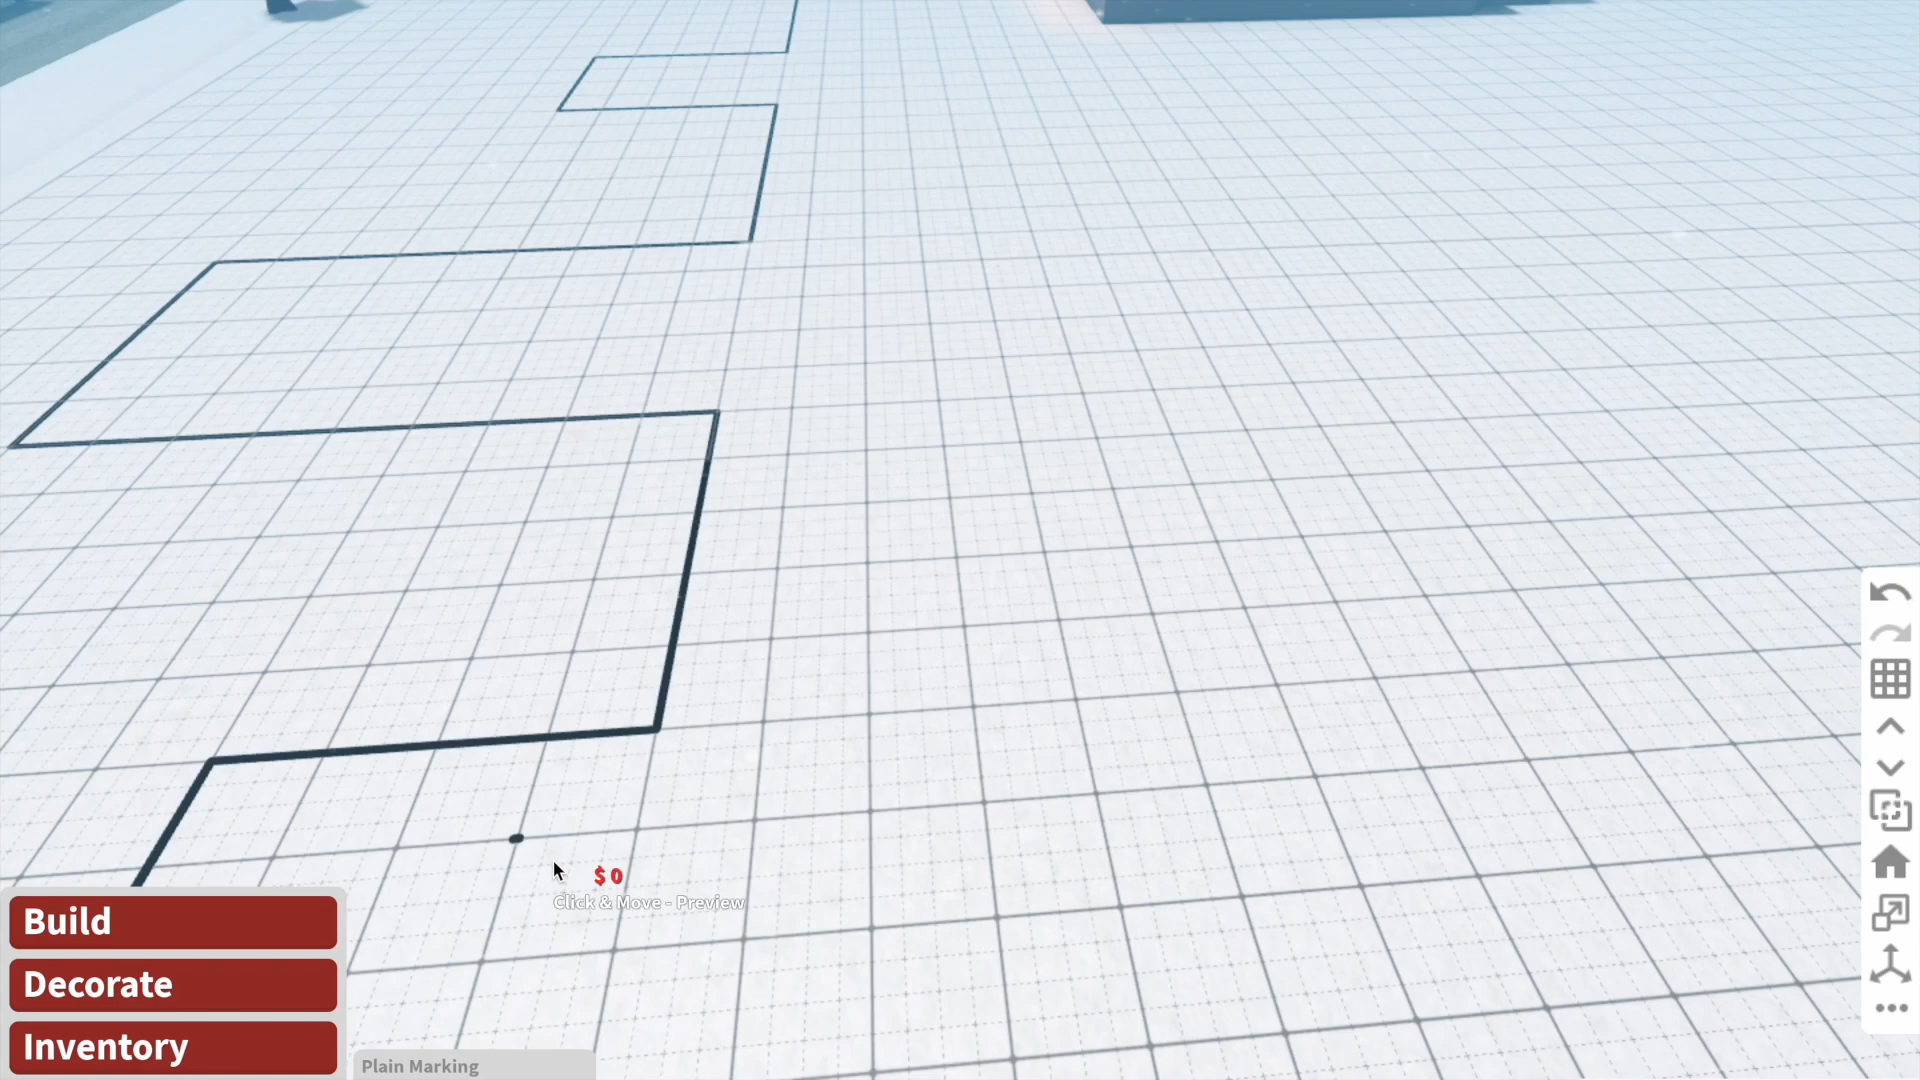 $ 0
Click & Move - Preview
Build
Decorate
Inventory
Plain Marking